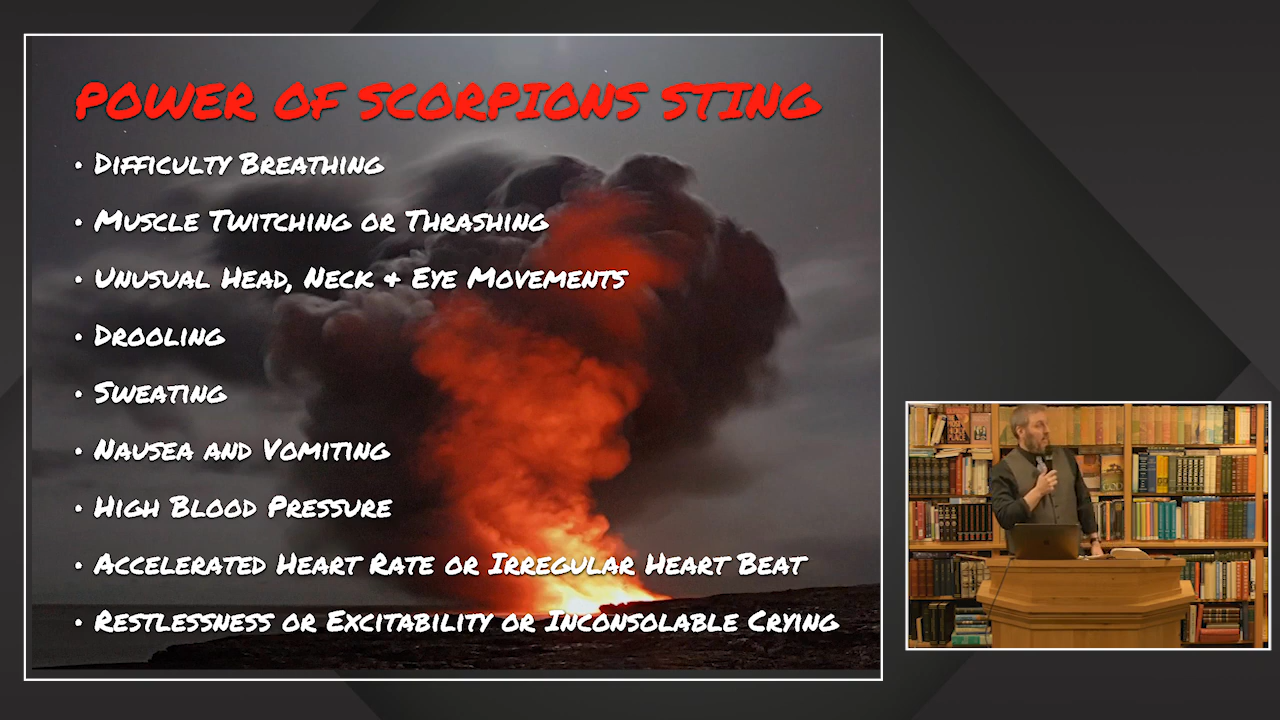 POWER OF SCORPIONS STING
• DIFFICULTY BREATHING
• MUSCLE TWITCHING OR THRASHING
• UNUSUAL HEAD, NECK & EYE MOVEMENTS
• DROOLING
• SWEATING
• NAUSEA AND VOMITING
• HIGH BLOOD PRESSURE
• ACCELERATED HEART RATE OR IRREGULAR HEART BEAT
• RESTLESSNESS OR EXCITABILITY OR INCONSOLABLE CRYING